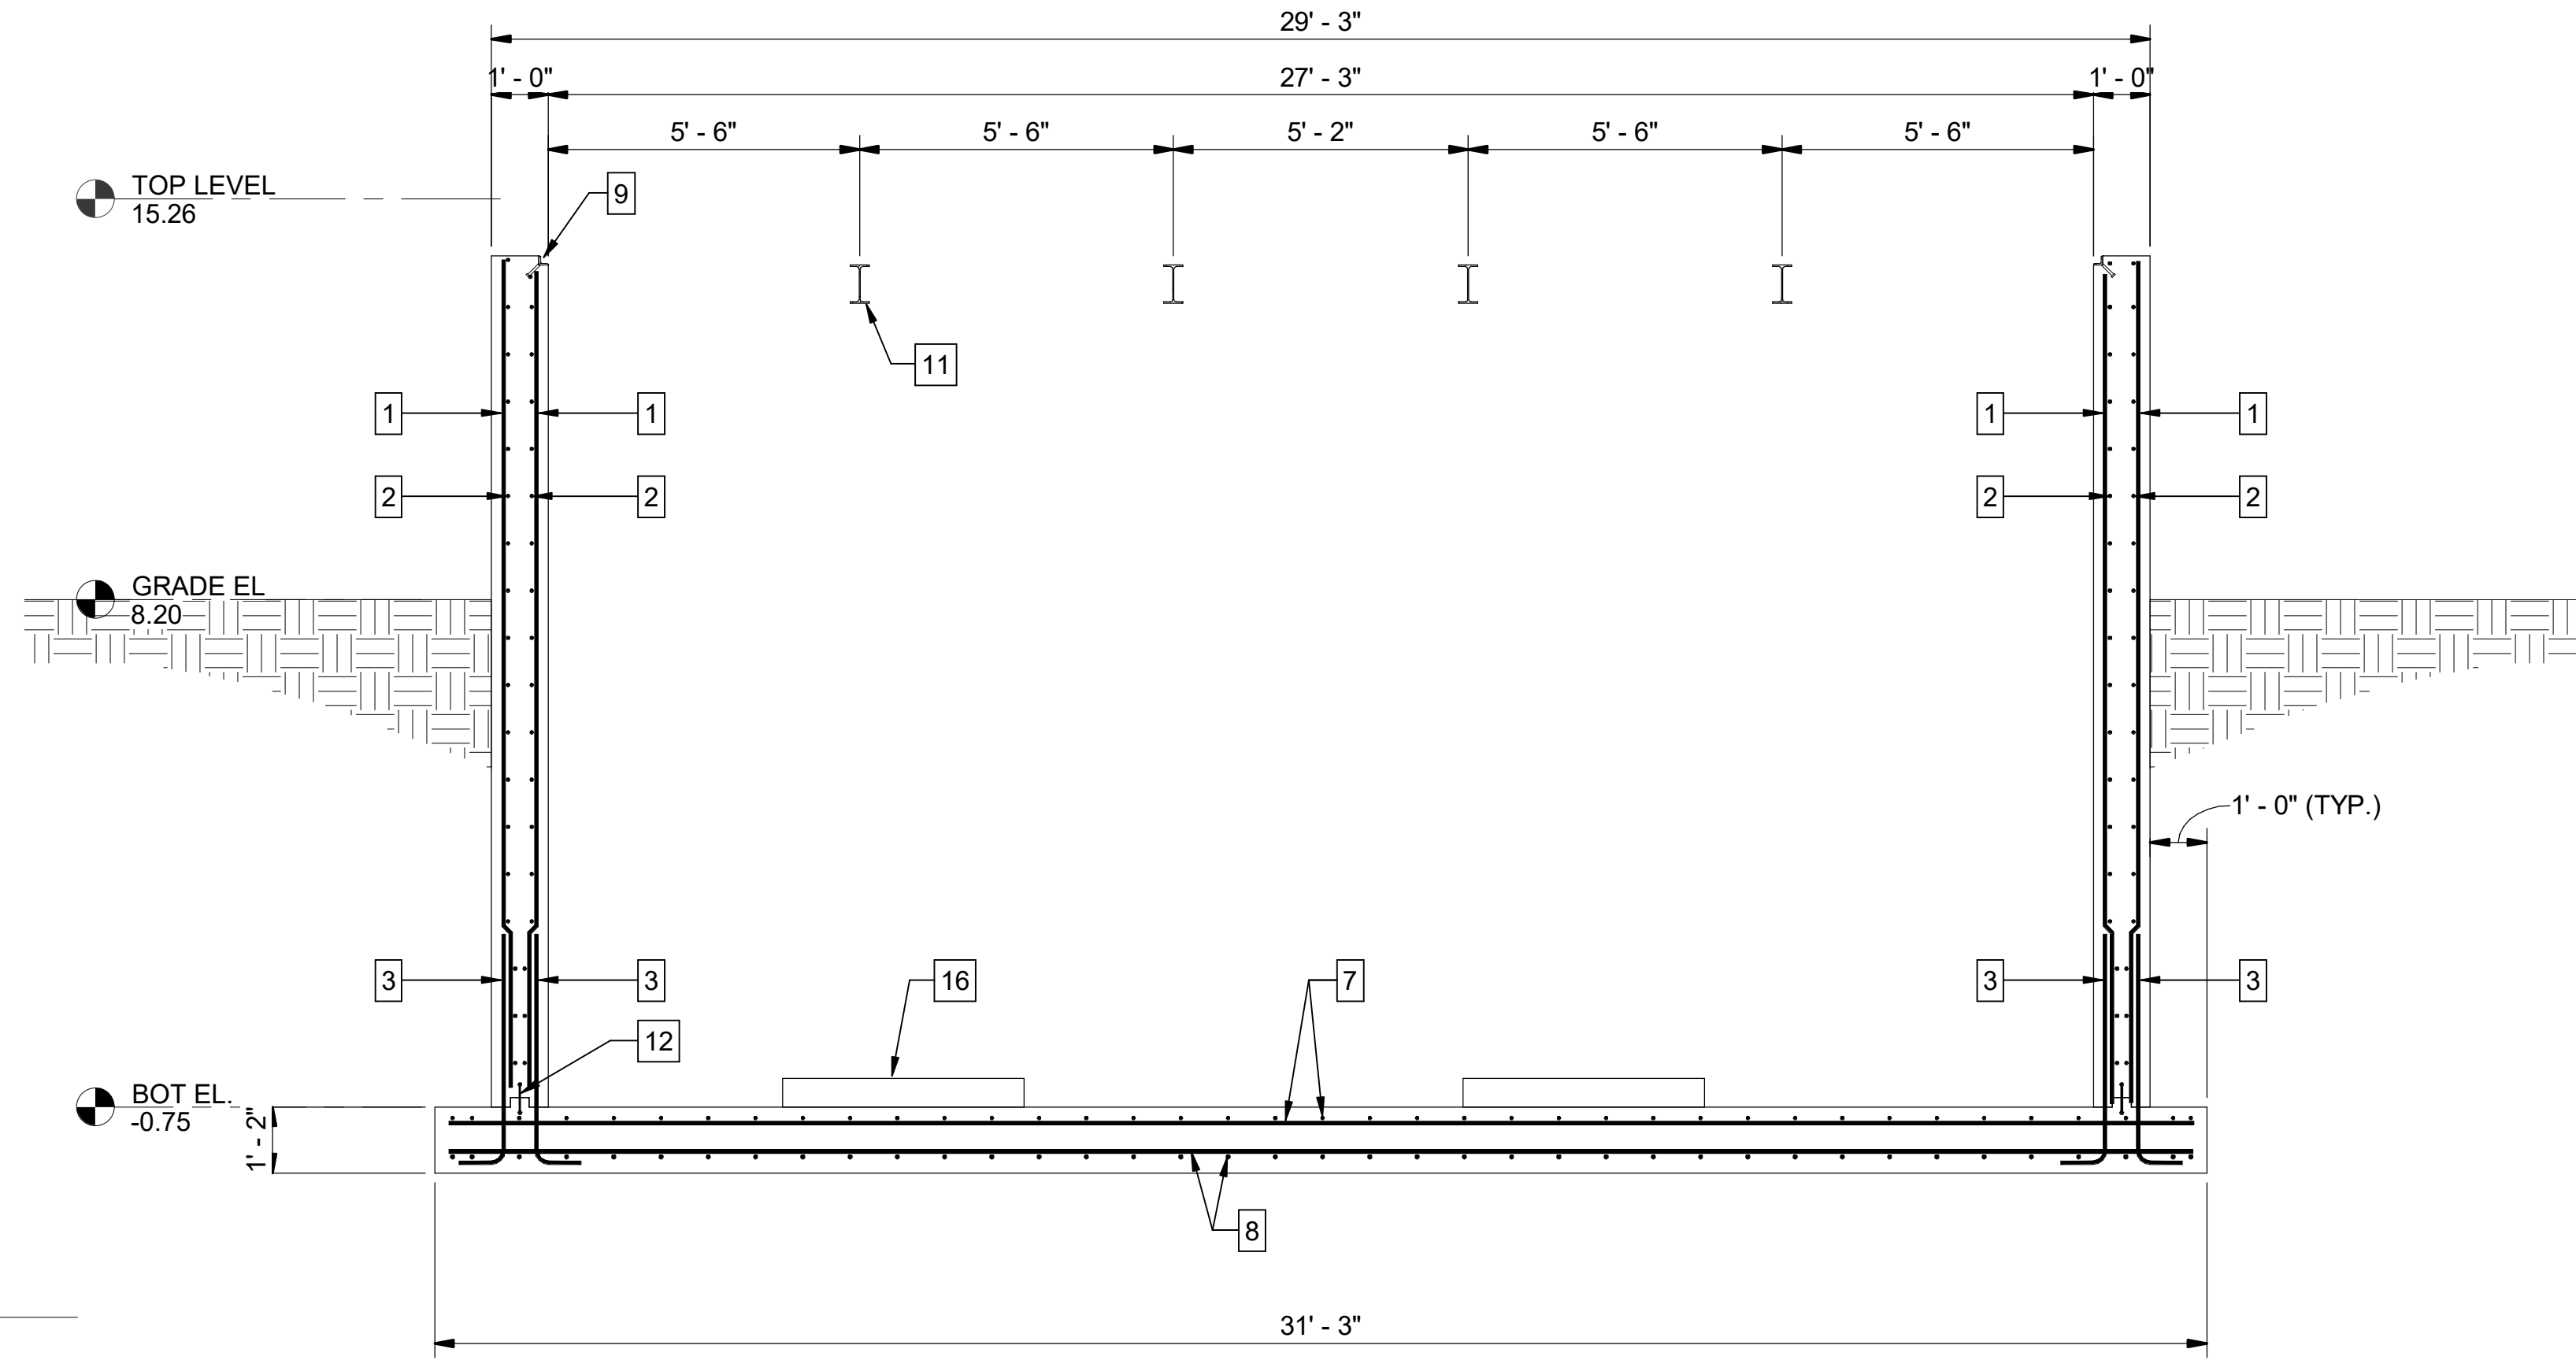 29' - 3"
1' - 0"
27' - 3"
1' - 0"
5' - 6"
5' - 6"
5' - 2"
5' - 6"
5' - 6"
TOP LEVEL
15.26
9
11
1
1
1
1
2
2
2
2
GRADE EL
8.20
1' - 0" (TYP.)
3
3
16
7
3
3
12
BOT EL.
-0.75
1' - 2"
8
31' - 3"